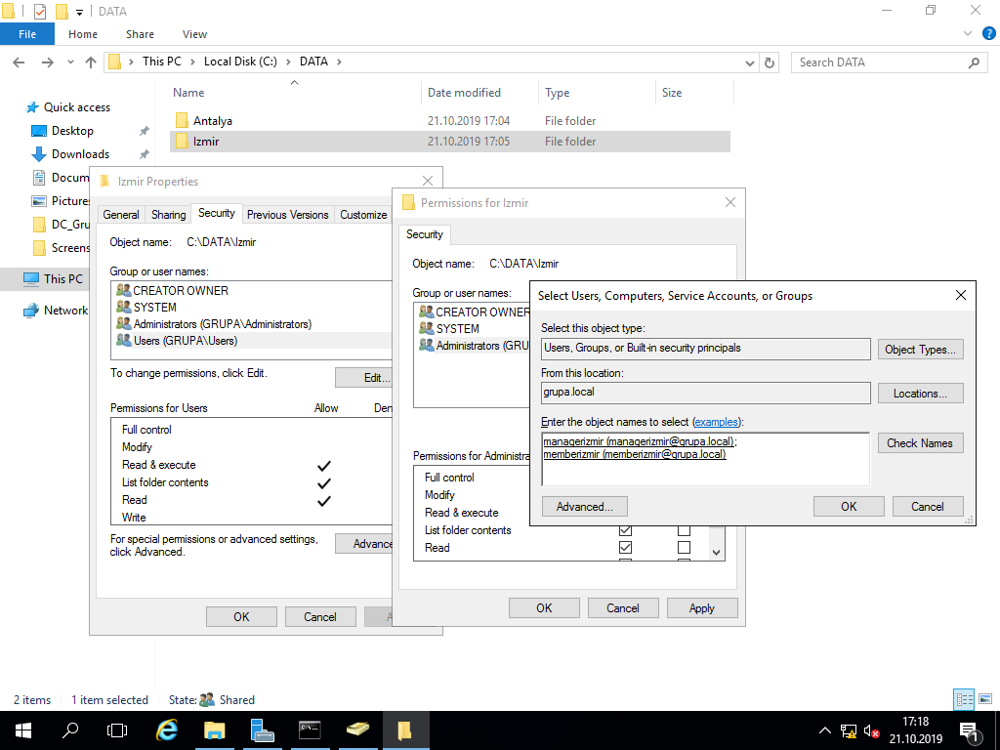 DATA
File Home Share View
This PC Local Disk (C:) DATA
Search DATA
Name Date modified Type Size
Quick access
Desktop
Downloads
Docum
Pictures
DC_Gru
Screens
This PC
Network
Antalya 21.10.2019 17:04 File folder
Izmir 21.10.2019 17:05 File folder
Izmir Properties
General Sharing Security Previous Versions Customize
Object name: C:\DATA\Izmir
Group or user names:
CREATOR OWNER
SYSTEM
Administrators (GRUPA\Administrators)
Users (GRUPA\Users)
To change permissions, click Edit.
Edit...
Permissions for Users Allow Den
Full control
Modify
Read & execute
List folder contents
Read
Write
For special permissions or advanced settings,
click Advanced.
Advance
OK Cancel A
Permissions for Izmir
Security
Object name: C:\DATA\Izmir
Group or user names:
CREATOR OWNER
SYSTEM
Administrators (GRU
Permissions for Administra
Full control
Modify
Read & execute
List folder contents
Read
OK Cancel Apply
Select Users, Computers, Service Accounts, or Groups
Select this object type:
Users, Groups, or Built-in security principals
Object Types...
From this location:
grupa.local
Locations...
Enter the object names to select (examples):
managerizmir (managerizmir@grupa.local);
memberizmir (memberizmir@grupa.local)
Check Names
Advanced...
OK Cancel
2 items 1 item selected State: Shared
17:18
21.10.2019
1